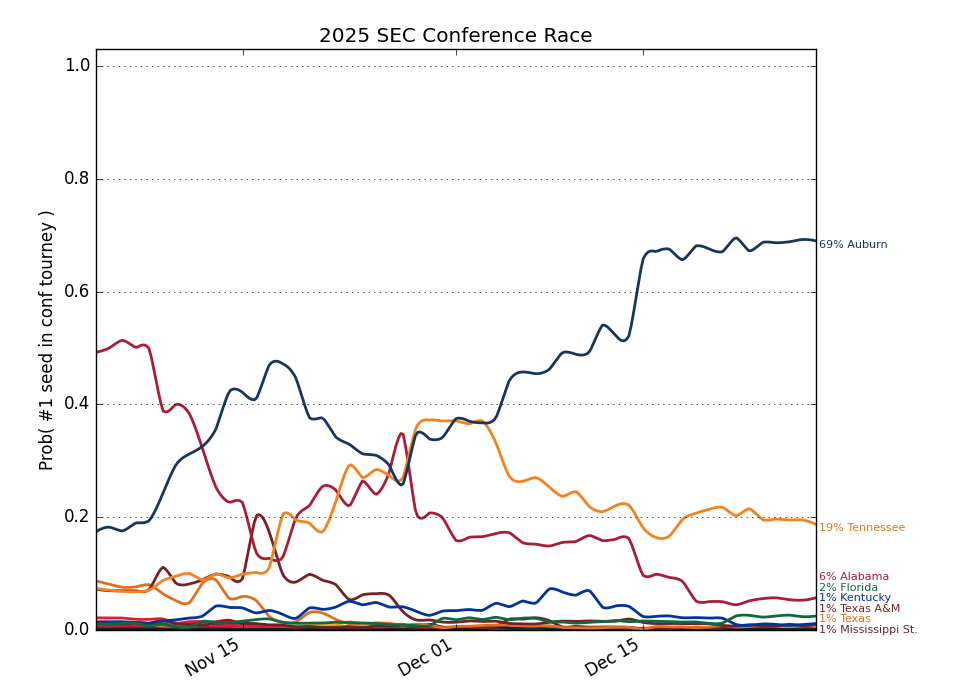 2025 SEC Conference Race
Prob( #1 seed in conf tourney )
1.0
0.8
0.6
0.4
0.2
0.0
Nov 15
Dec 01
Dec 15
69% Auburn
19% Tennessee
6% Alabama
2% Florida
1% Kentucky
1% Texas A&M
1% Texas
1% Mississippi St.